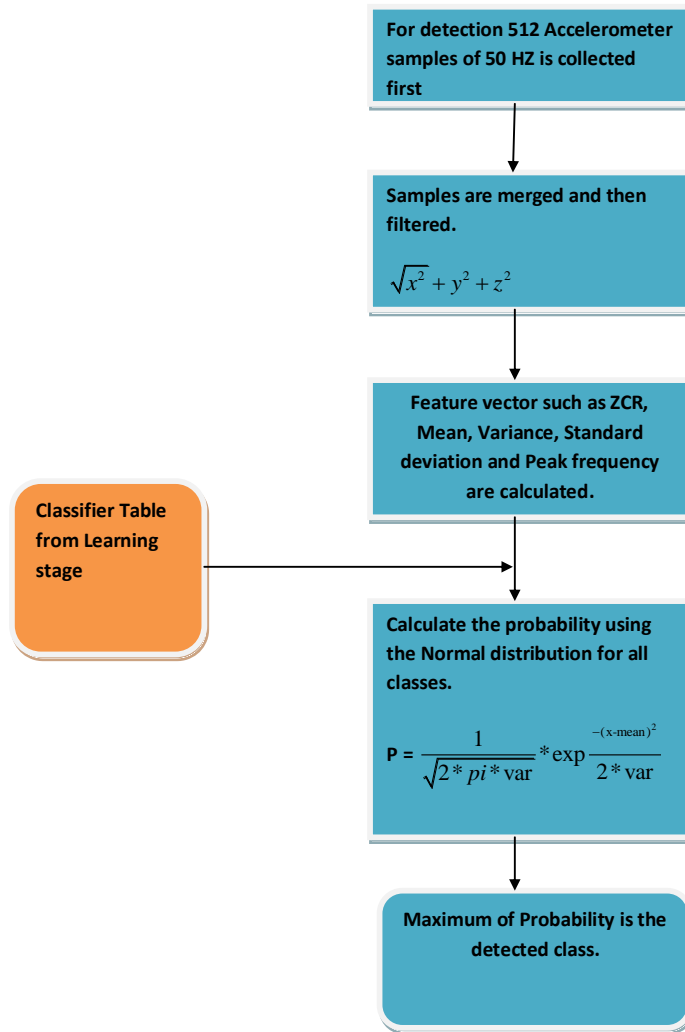 For detection 512 Accelerometer
samples of 50 HZ is collected
first
Samples are merged and then
filtered.
√x² + y² + z²
Feature vector such as ZCR,
Mean, Variance, Standard
deviation and Peak frequency
are calculated.
Classifier Table
from Learning
stage
Calculate the probability using
the Normal distribution for all
classes.
P = 1 / √(2 * pi * var) * exp −(x-mean)² / 2 * var
Maximum of Probability is the
detected class.